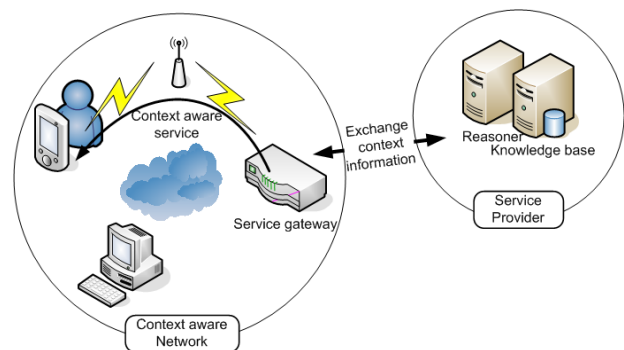 Context aware
service
Service gateway
Context aware
Network
Exchange
context
information
Reasoner
Knowledge base
Service
Provider